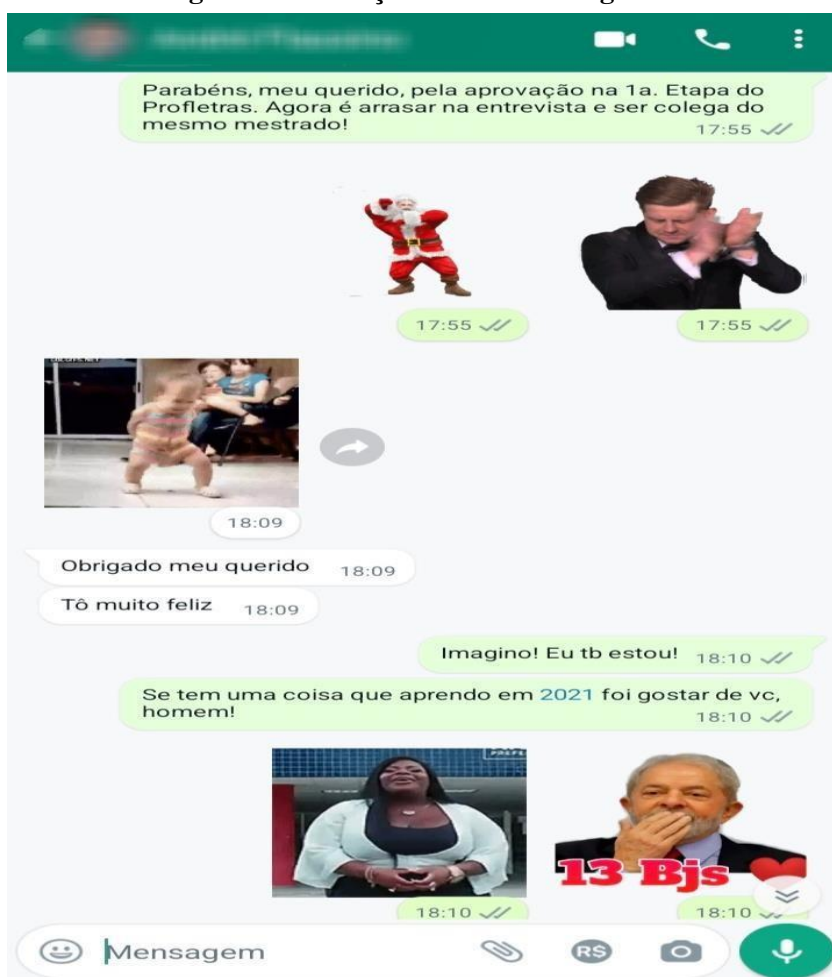 Parabéns, meu querido, pela aprovação na 1a. Etapa do
Profletras. Agora é arrasar na entrevista e ser colega do
mesmo mestrado!
17:55
17:55
17:55
18:09
Obrigado meu querido 18:09
Tô muito feliz 18:09
Imagino! Eu tb estou! 18:10
Se tem uma coisa que aprendo em 2021 foi gostar de vc,
homem!
18:10
13 Bjs
18:10
18:10
Mensagem
R$